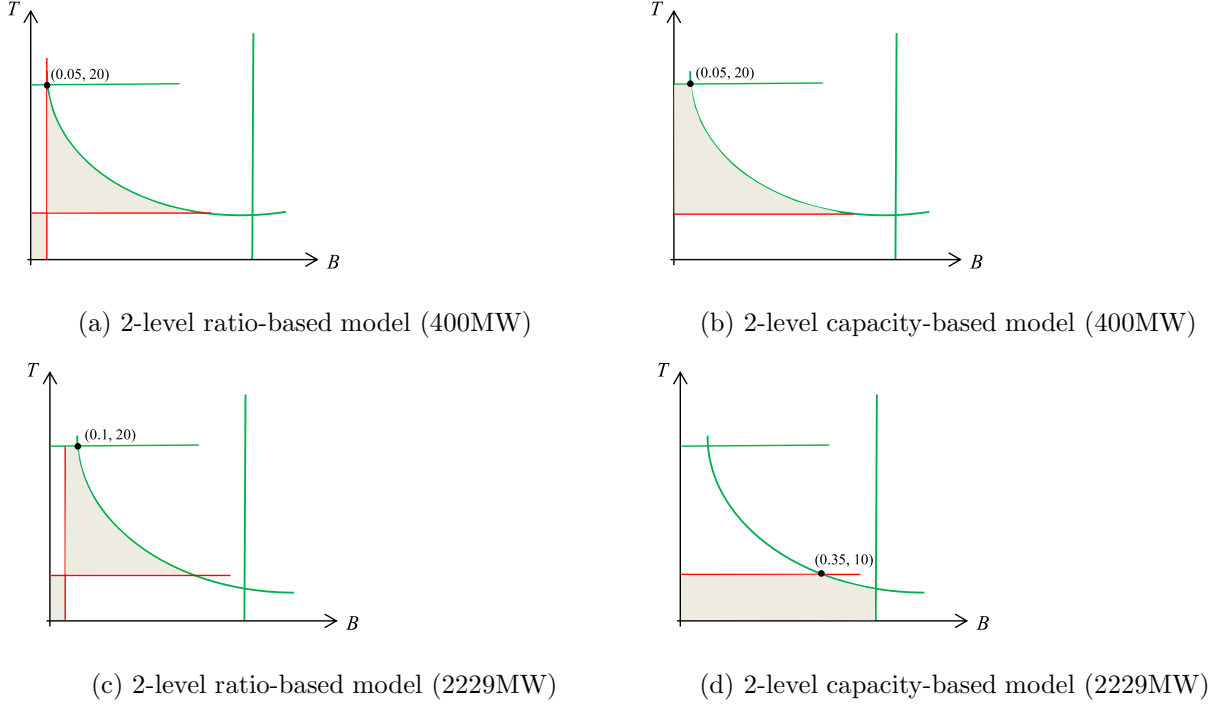 T
(0.05, 20)
B
(a) 2-level ratio-based model (400MW)
T
(0.05, 20)
B
(b) 2-level capacity-based model (400MW)
T
(0.1, 20)
B
(c) 2-level ratio-based model (2229MW)
T
(0.35, 10)
B
(d) 2-level capacity-based model (2229MW)